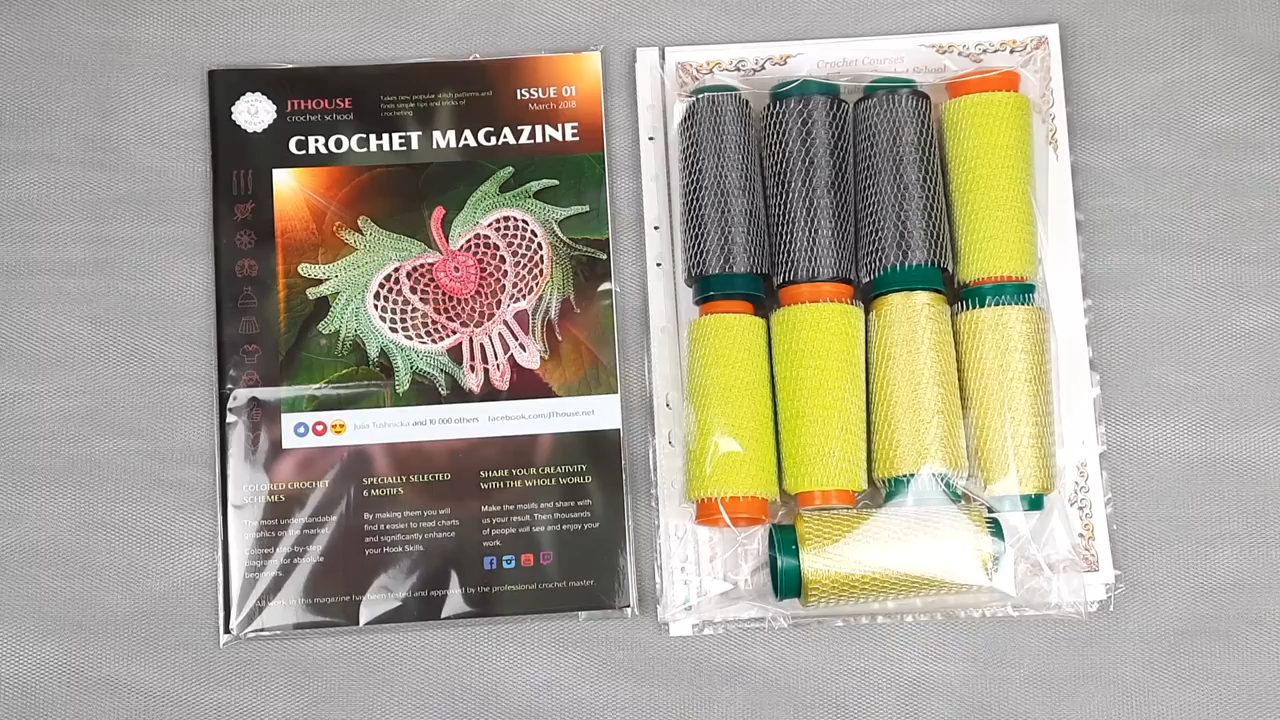 JTHOUSE
crochet school
Takes new popular stitch patterns and
finds simple tips and tricks of
crocheting
ISSUE 01
March 2018
CROCHET MAGAZINE
Julia Tushnicka and 10 000 others facebook.com/JThouse.net
COLORED CROCHET
SCHEMES
The most understandable
graphics on the market.
Colored step-by-step
diagrams for absolute
beginners.
SPECIALLY SELECTED
6 MOTIFS
By making them you will
find it easier to read charts
and significantly enhance
your Hook Skills.
SHARE YOUR CREATIVITY
WITH THE WHOLE WORLD
Make the motifs and share with
us your result. Then thousands
of people will see and enjoy your
work.
All work in this magazine has been tested and approved by the professional crochet master.
Crochet Courses
Crochet School